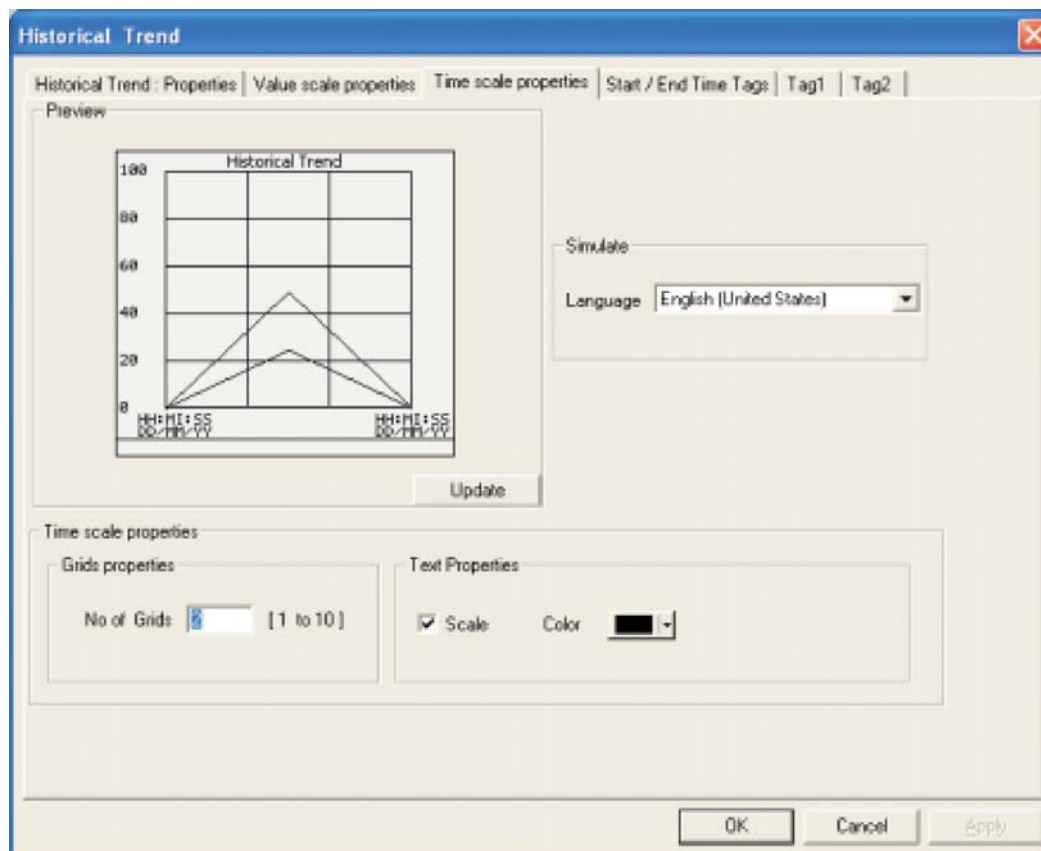 Historical Trend
Historical Trend : Properties
Value scale properties
Time scale properties
Start / End Time Tags
Tag1
Tag2
Preview
Historical Trend
100
80
60
40
20
0
HH:MI:SS
DD/MM/YY
HH:MI:SS
DD/MM/YY
Update
Simulate
Language English (United States)
Time scale properties
Grids properties
No of Grids 2 [ 1 to 10 ]
Text Properties
Scale Color
OK Cancel Apply